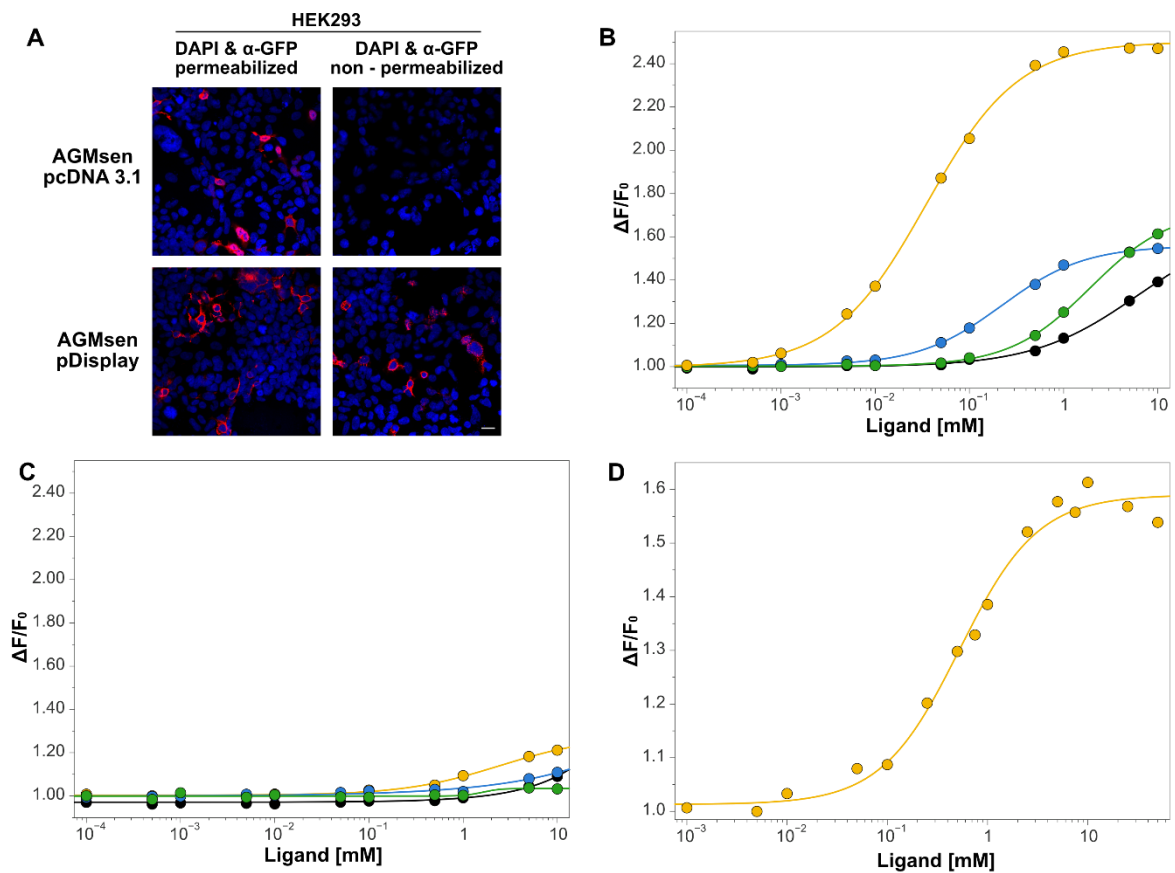 A
HEK293
DAPI & α-GFP
permeabilized
DAPI & α-GFP
non - permeabilized
AGMsen
pcDNA 3.1
AGMsen
pDisplay
B
ΔF/F₀
2.40
2.20
2.00
1.80
1.60
1.40
1.20
1.00
10⁻⁴
10⁻³
10⁻²
10⁻¹
1
10
Ligand [mM]
C
ΔF/F₀
2.40
2.20
2.00
1.80
1.60
1.40
1.20
1.00
10⁻⁴
10⁻³
10⁻²
10⁻¹
1
10
Ligand [mM]
D
ΔF/F₀
1.6
1.5
1.4
1.3
1.2
1.1
1.0
10⁻³
10⁻²
10⁻¹
1
10
Ligand [mM]